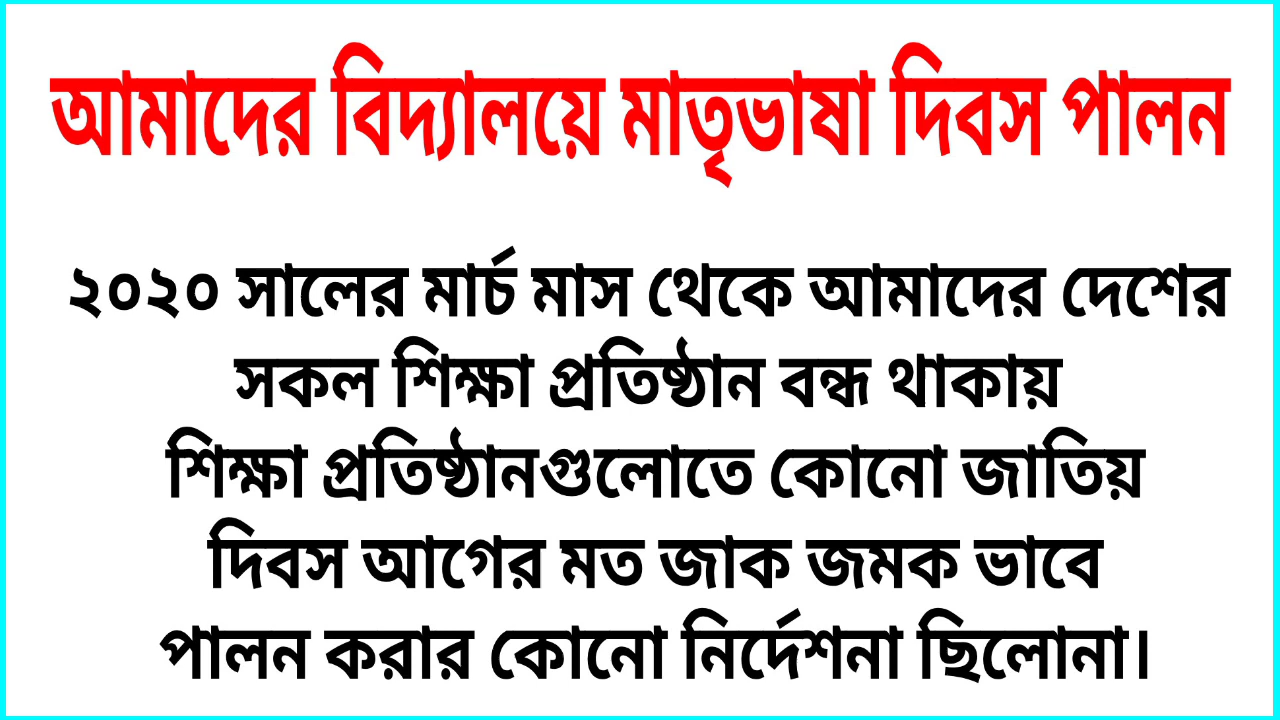 আমাদের বিদ্যালয়ে মাতৃভাষা দিবস পালন
২০২০ সালের মার্চ মাস থেকে আমাদের দেশের
সকল শিক্ষা প্রতিষ্ঠান বন্ধ থাকায়
শিক্ষা প্রতিষ্ঠানগুলোতে কোনো জাতিয়
দিবস আগের মত জাক জমক ভাবে
পালন করার কোনো নির্দেশনা ছিলোনা।